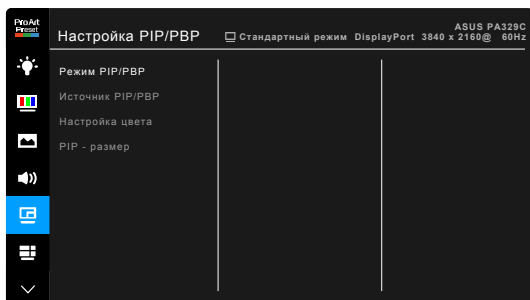 ProArt
Preset
Настройка PIP/PBP
Стандартный режим DisplayPort 3840 x 2160@ 60Hz
ASUS PA329C
Режим PIP/PBP
Источник PIP/PBP
Настройка цвета
PIP - размер